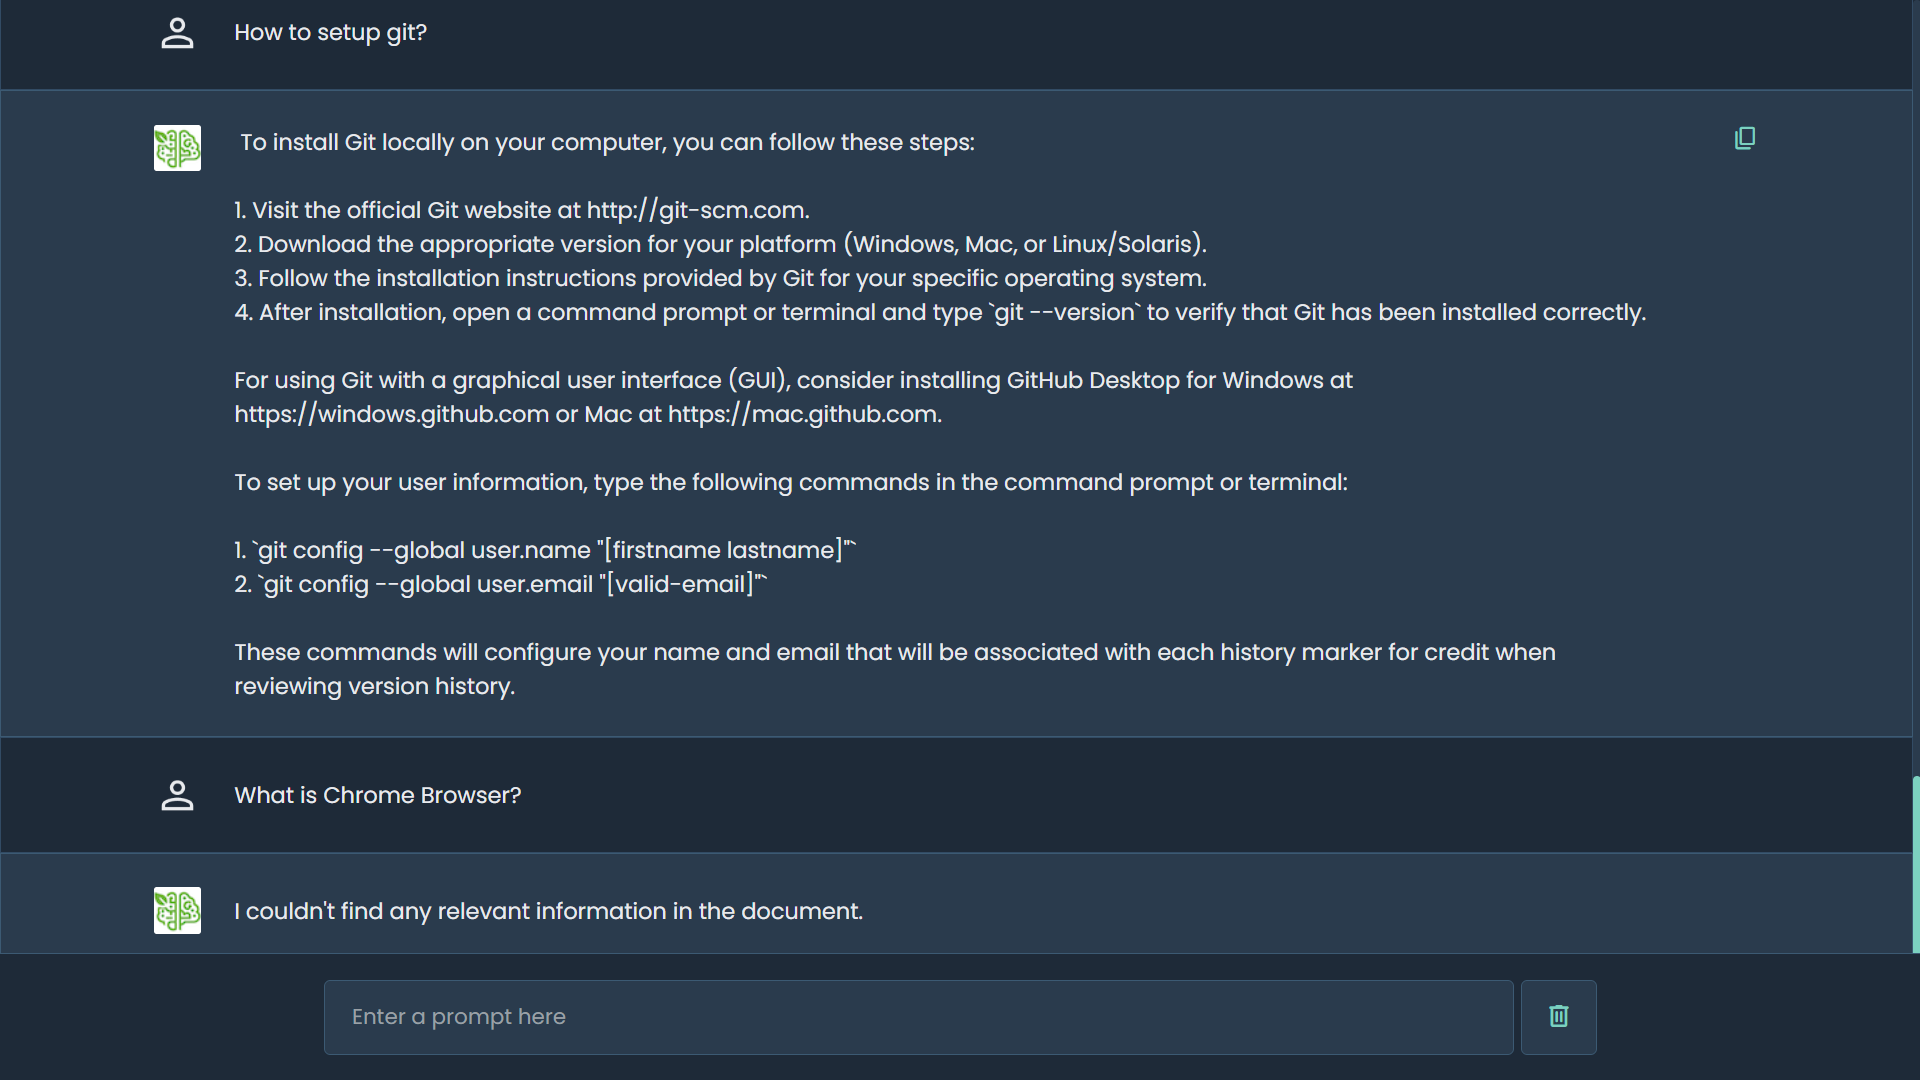 How to setup git?
To install Git locally on your computer, you can follow these steps:
1. Visit the official Git website at http://git-scm.com.
2. Download the appropriate version for your platform (Windows, Mac, or Linux/Solaris).
3. Follow the installation instructions provided by Git for your specific operating system.
4. After installation, open a command prompt or terminal and type `git --version` to verify that Git has been installed correctly.
For using Git with a graphical user interface (GUI), consider installing GitHub Desktop for Windows at
https://windows.github.com or Mac at https://mac.github.com.
To set up your user information, type the following commands in the command prompt or terminal:
1. `git config --global user.name "[firstname lastname]"`
2. `git config --global user.email "[valid-email]"`
These commands will configure your name and email that will be associated with each history marker for credit when
reviewing version history.
What is Chrome Browser?
I couldn't find any relevant information in the document.
Enter a prompt here